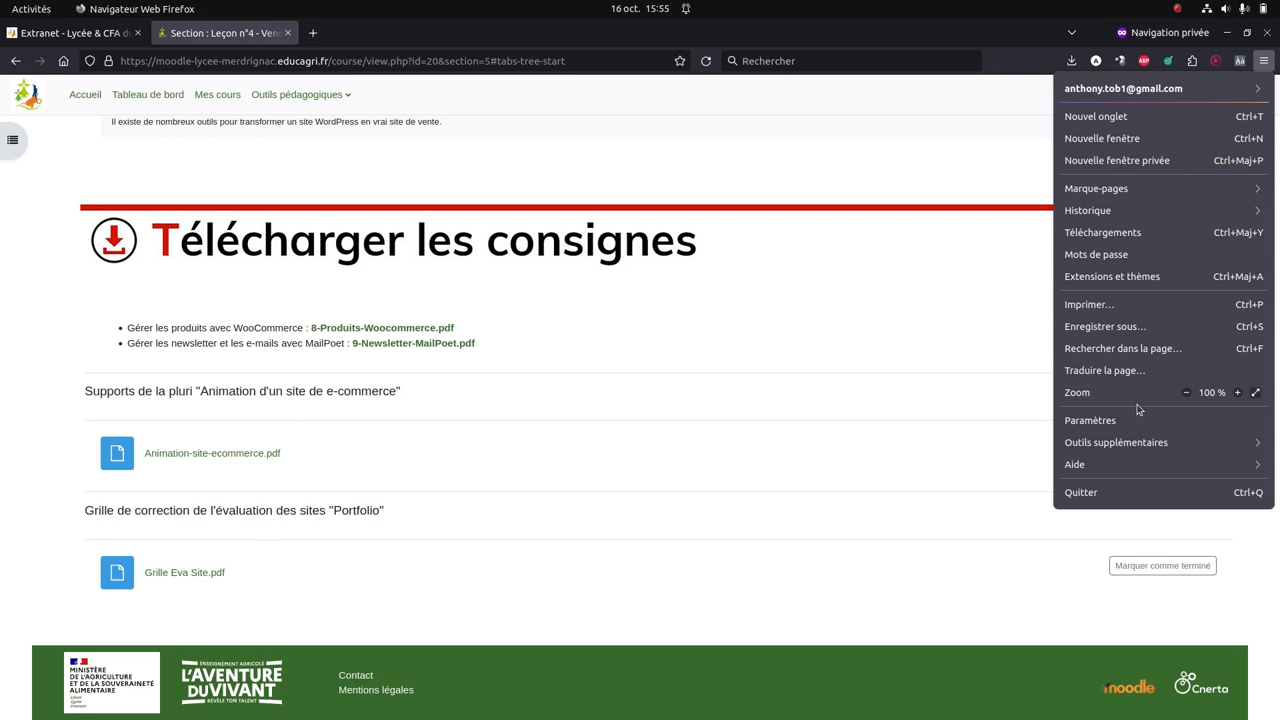 Activités
Navigateur Web Firefox
16 oct. 15:55
Extranet - Lycée & CFA du
Section : Leçon n°4 - Vene
Navigation privée
https://moodle-lycee-merdrignac.educagri.fr/course/view.php?id=20&section=5#tabs-tree-start
Rechercher
Accueil
Tableau de bord
Mes cours
Outils pédagogiques
Il existe de nombreux outils pour transformer un site WordPress en vrai site de vente.
Télécharger les consignes
Gérer les produits avec WooCommerce : 8-Produits-Woocommerce.pdf
Gérer les newsletter et les e-mails avec MailPoet : 9-Newsletter-MailPoet.pdf
Supports de la pluri "Animation d'un site de e-commerce"
Animation-site-ecommerce.pdf
Grille de correction de l'évaluation des sites "Portfolio"
Grille Eva Site.pdf
Marquer comme terminé
anthony.tob1@gmail.com
Nouvel onglet Ctrl+T
Nouvelle fenêtre Ctrl+N
Nouvelle fenêtre privée Ctrl+Maj+P
Marque-pages
Historique
Téléchargements Ctrl+Maj+Y
Mots de passe
Extensions et thèmes Ctrl+Maj+A
Imprimer… Ctrl+P
Enregistrer sous… Ctrl+S
Rechercher dans la page… Ctrl+F
Traduire la page…
Zoom 100 %
Paramètres
Outils supplémentaires
Aide
Quitter Ctrl+Q
MINISTÈRE
DE L'AGRICULTURE
ET DE LA SOUVERAINETÉ
ALIMENTAIRE
Liberté
Égalité
Fraternité
ENSEIGNEMENT AGRICOLE
L'AVENTURE
DU VIVANT
RÉVÈLE TON TALENT
Contact
Mentions légales
moodle
Cnerta